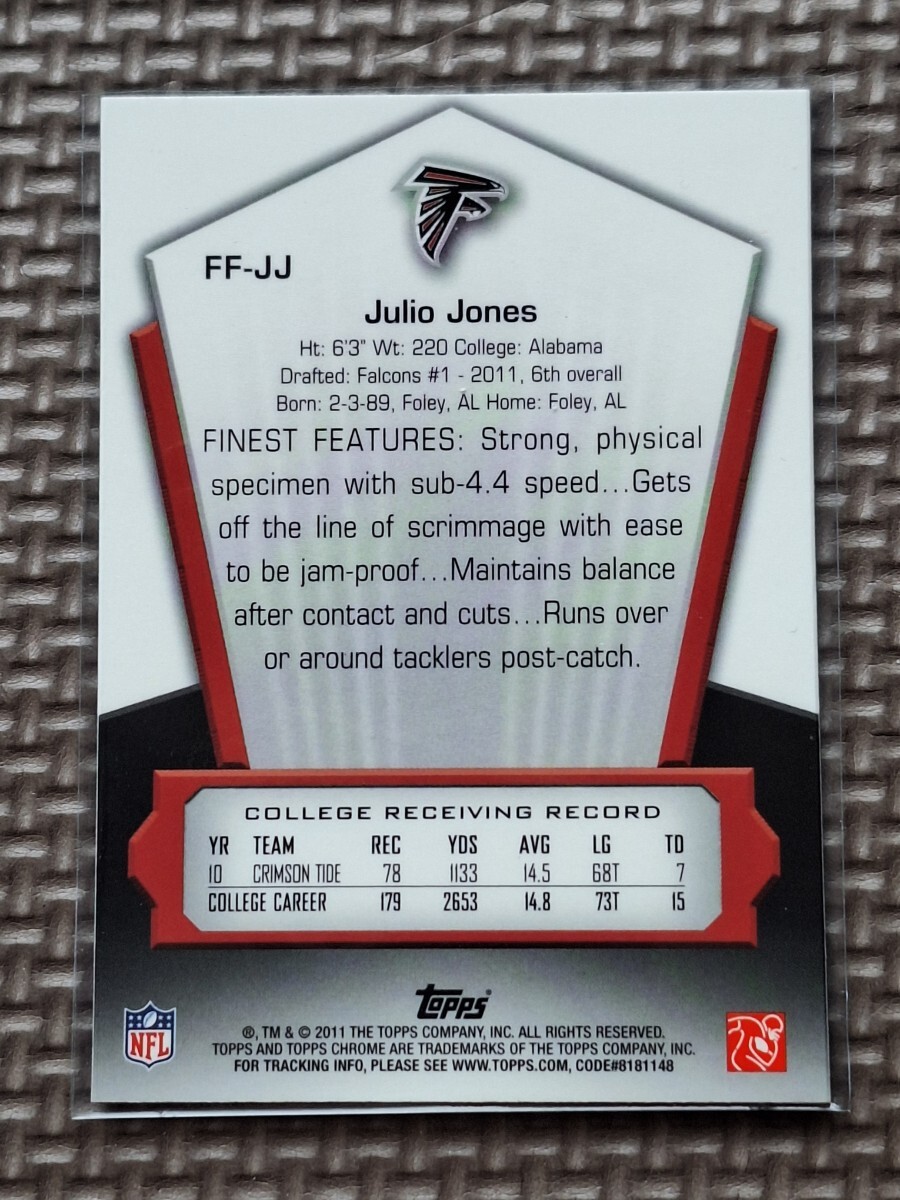 FF-JJ
Julio Jones
Ht: 6'3" Wt: 220 College: Alabama
Drafted: Falcons #1 - 2011, 6th overall
Born: 2-3-89, Foley, AL Home: Foley, AL
FINEST FEATURES: Strong, physical
specimen with sub-4.4 speed...Gets
off the line of scrimmage with ease
to be jam-proof...Maintains balance
after contact and cuts...Runs over
or around tacklers post-catch.
COLLEGE RECEIVING RECORD
YR TEAM REC YDS AVG LG TD
10 CRIMSON TIDE 78 1133 14.5 68T 7
COLLEGE CAREER 179 2653 14.8 73T 15
Topps
®, TM & © 2011 THE TOPPS COMPANY, INC. ALL RIGHTS RESERVED.
TOPPS AND TOPPS CHROME ARE TRADEMARKS OF THE TOPPS COMPANY, INC.
FOR TRACKING INFO, PLEASE SEE WWW.TOPPS.COM, CODE#8181148
NFL